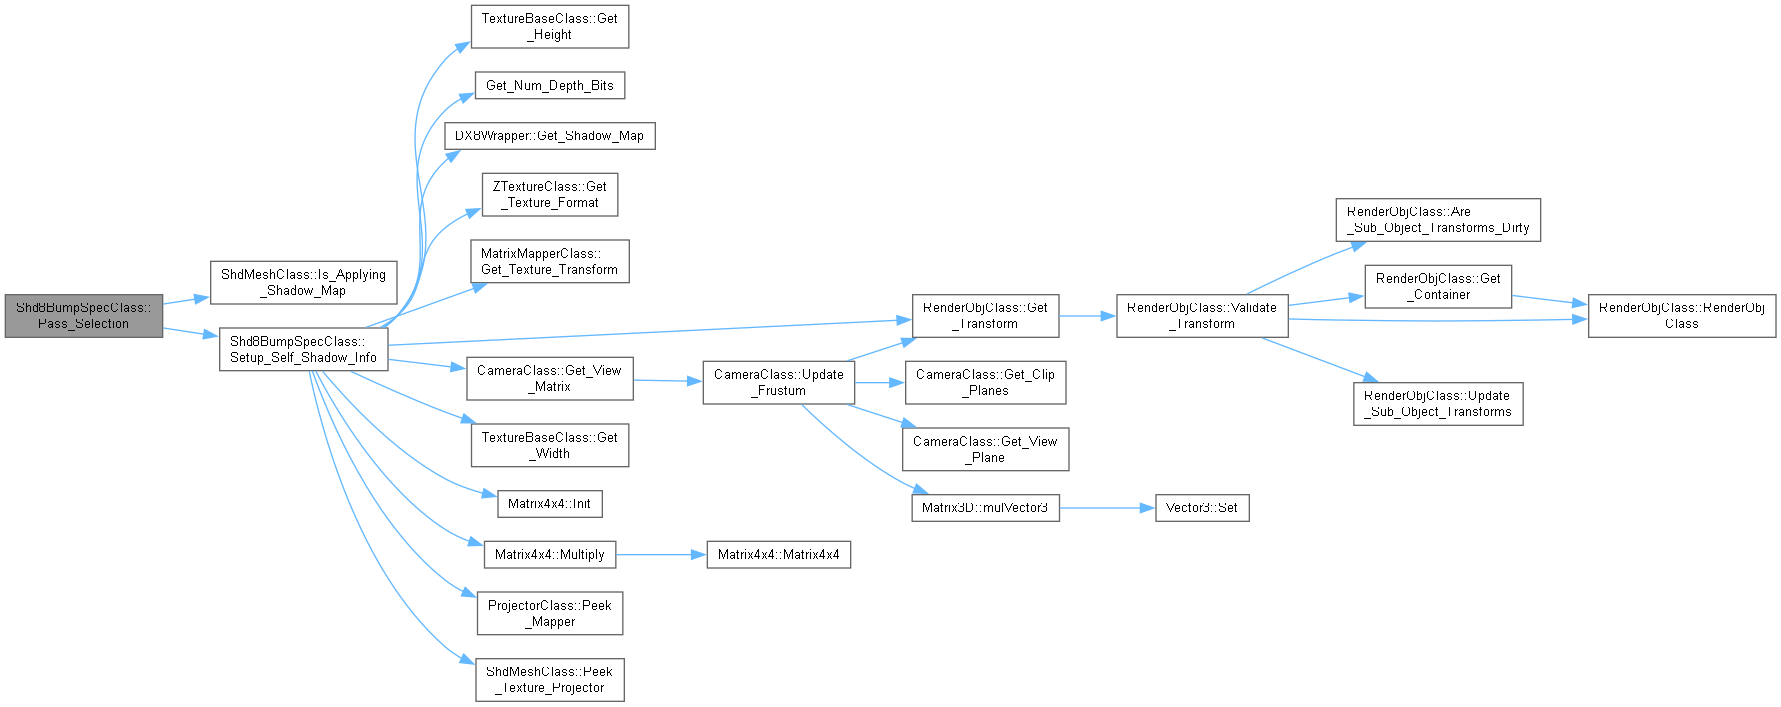 Shd8BumpSpecClass::
Pass_Selection
ShdMeshClass::Is_Applying
_Shadow_Map
Shd8BumpSpecClass::
Setup_Self_Shadow_Info
TextureBaseClass::Get
_Height
Get_Num_Depth_Bits
DX8Wrapper::Get_Shadow_Map
ZTextureClass::Get
_Texture_Format
MatrixMapperClass::
Get_Texture_Transform
CameraClass::Get_View
_Matrix
TextureBaseClass::Get
_Width
Matrix4x4::Init
Matrix4x4::Multiply
ProjectorClass::Peek
_Mapper
ShdMeshClass::Peek
_Texture_Projector
CameraClass::Update
_Frustum
Matrix4x4::Matrix4x4
RenderObjClass::Get
_Transform
CameraClass::Get_Clip
_Planes
CameraClass::Get_View
_Plane
Matrix3D::mulVector3
RenderObjClass::Validate
_Transform
Vector3::Set
RenderObjClass::Are
_Sub_Object_Transforms_Dirty
RenderObjClass::Get
_Container
RenderObjClass::Update
_Sub_Object_Transforms
RenderObjClass::RenderObj
Class